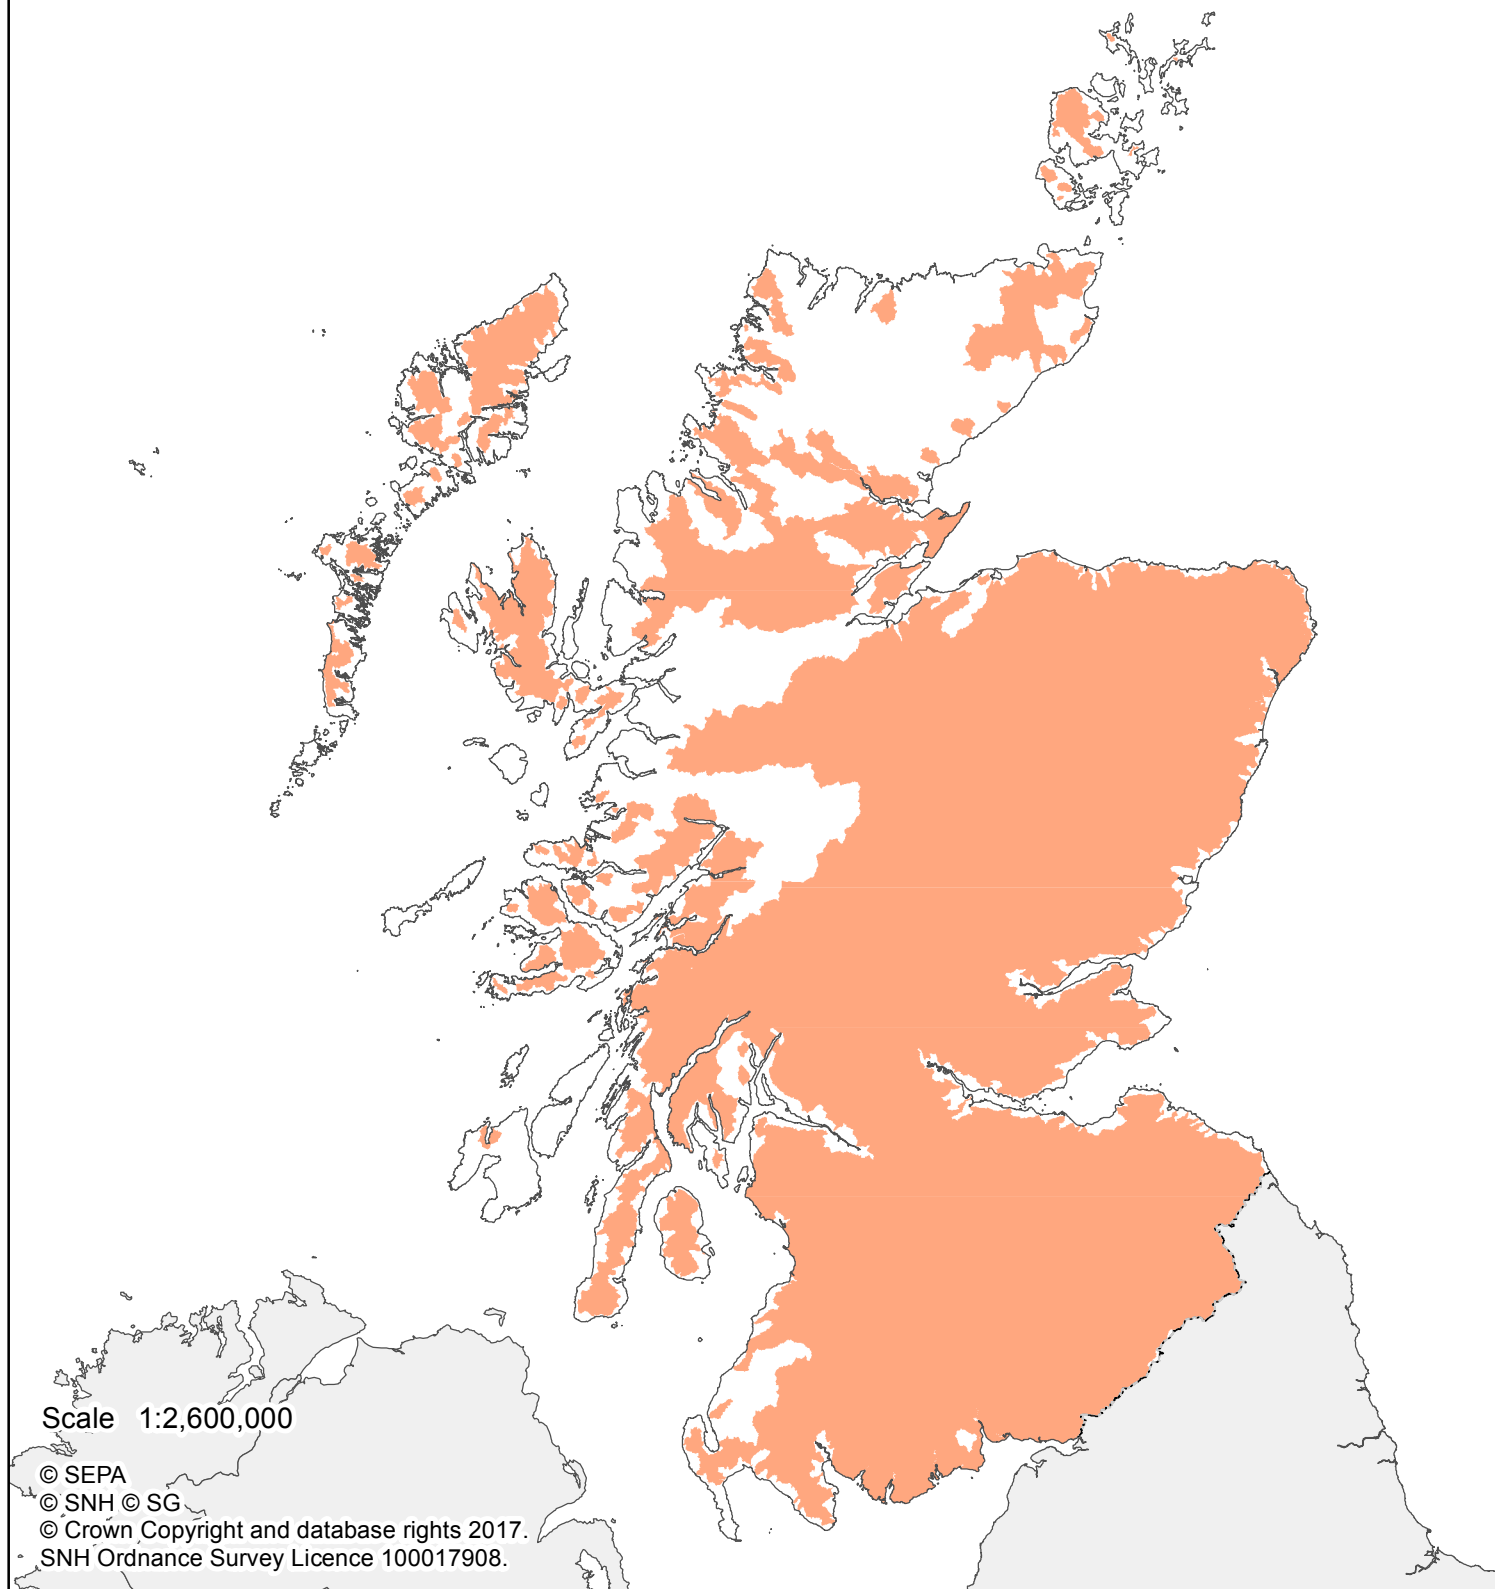 Scale 1:2,600,000
© SEPA
© SNH © SG
© Crown Copyright and database rights 2017.
SNH Ordnance Survey Licence 100017908.